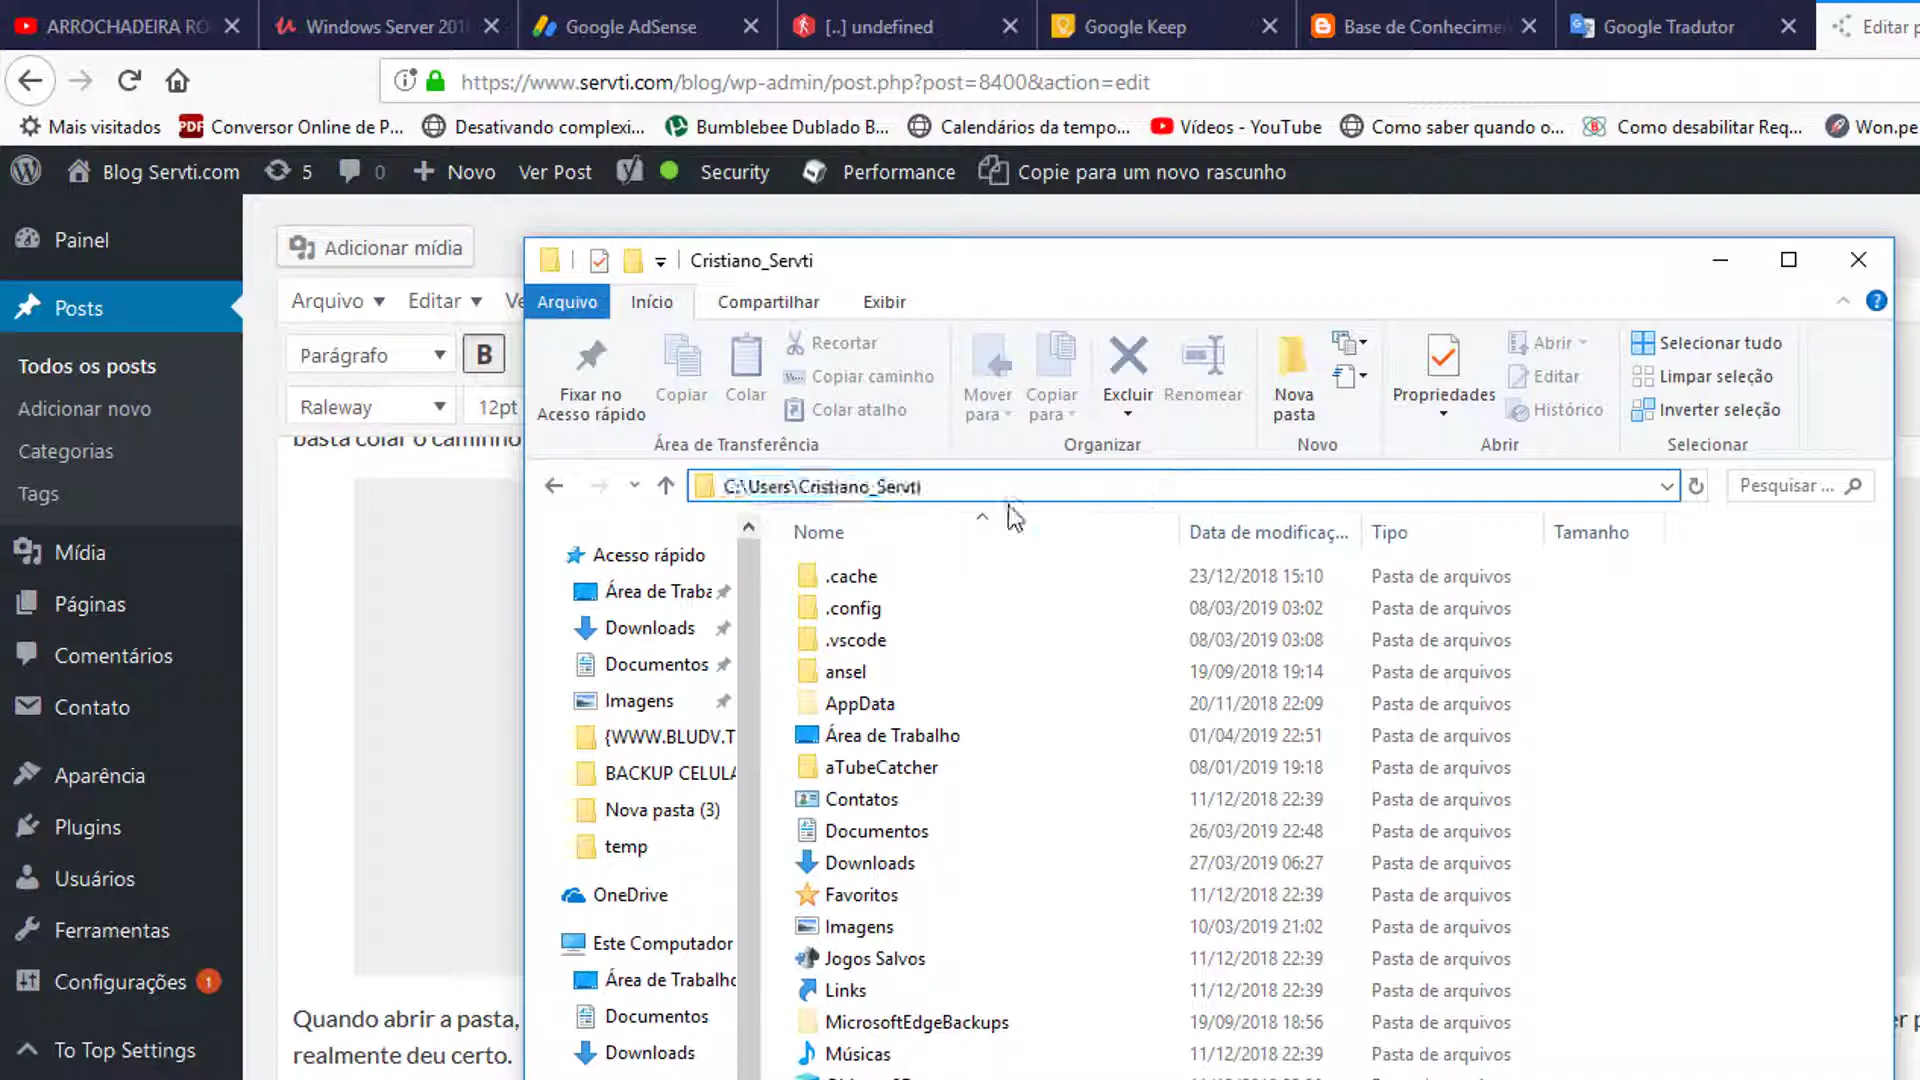 ARROCHADEIRA RO
Windows Server 201
Google AdSense
[..] undefined
Google Keep
Base de Conhecime
Google Tradutor
Editar p
https://www.servti.com/blog/wp-admin/post.php?post=8400&action=edit
Mais visitados
Conversor Online de P...
Desativando complexi...
Bumblebee Dublado B...
Calendários da tempo...
Vídeos - YouTube
Como saber quando o...
Como desabilitar Req...
Won.pe
Blog Servti.com
5
0
Novo
Ver Post
Security
Performance
Copie para um novo rascunho
Painel
Posts
Todos os posts
Adicionar novo
Categorias
Tags
Mídia
Páginas
Comentários
Contato
Aparência
Plugins
Usuários
Ferramentas
Configurações 1
To Top Settings
Adicionar mídia
Arquivo
Editar
Parágrafo
B
Raleway
12pt
basta colar o caminho
Quando abrir a pasta,
realmente deu certo.
Cristiano_Servti
Arquivo
Início
Compartilhar
Exibir
Fixar no
Acesso rápido
Copiar
Colar
Recortar
Copiar caminho
Colar atalho
Área de Transferência
Mover
para
Copiar
para
Excluir
Renomear
Organizar
Nova
pasta
Novo
Propriedades
Abrir
Editar
Histórico
Abrir
Selecionar tudo
Limpar seleção
Inverter seleção
Selecionar
C:\Users\Cristiano_Servti
Pesquisar ...
Acesso rápido
Área de Traba
Downloads
Documentos
Imagens
{WWW.BLUDV.T
BACKUP CELULA
Nova pasta (3)
temp
OneDrive
Este Computador
Área de Trabalho
Documentos
Downloads
Nome
Data de modificaç...
Tipo
Tamanho
.cache 23/12/2018 15:10 Pasta de arquivos
.config 08/03/2019 03:02 Pasta de arquivos
.vscode 08/03/2019 03:08 Pasta de arquivos
ansel 19/09/2018 19:14 Pasta de arquivos
AppData 20/11/2018 22:09 Pasta de arquivos
Área de Trabalho 01/04/2019 22:51 Pasta de arquivos
aTubeCatcher 08/01/2019 19:18 Pasta de arquivos
Contatos 11/12/2018 22:39 Pasta de arquivos
Documentos 26/03/2019 22:48 Pasta de arquivos
Downloads 27/03/2019 06:27 Pasta de arquivos
Favoritos 11/12/2018 22:39 Pasta de arquivos
Imagens 10/03/2019 21:02 Pasta de arquivos
Jogos Salvos 11/12/2018 22:39 Pasta de arquivos
Links 11/12/2018 22:39 Pasta de arquivos
MicrosoftEdgeBackups 19/09/2018 18:56 Pasta de arquivos
Músicas 11/12/2018 22:39 Pasta de arquivos